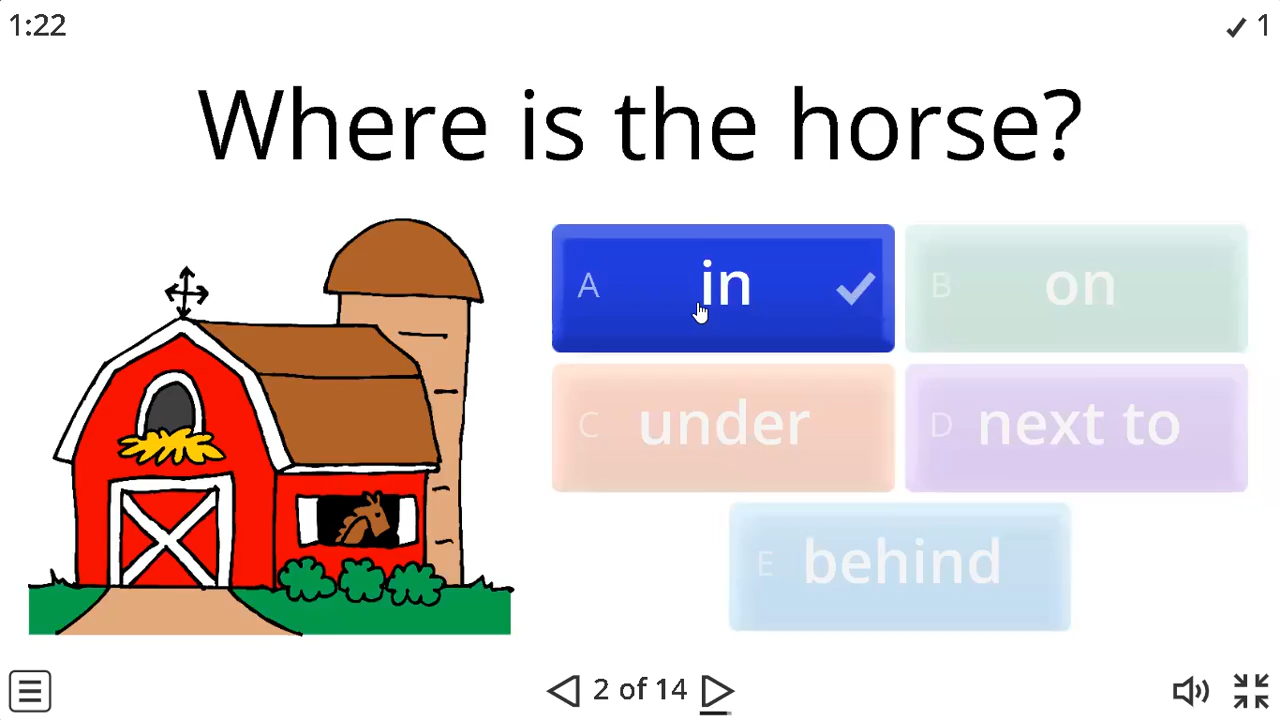 1:22
✓ 1
Where is the horse?
A in
B on
C under
D next to
E behind
2 of 14